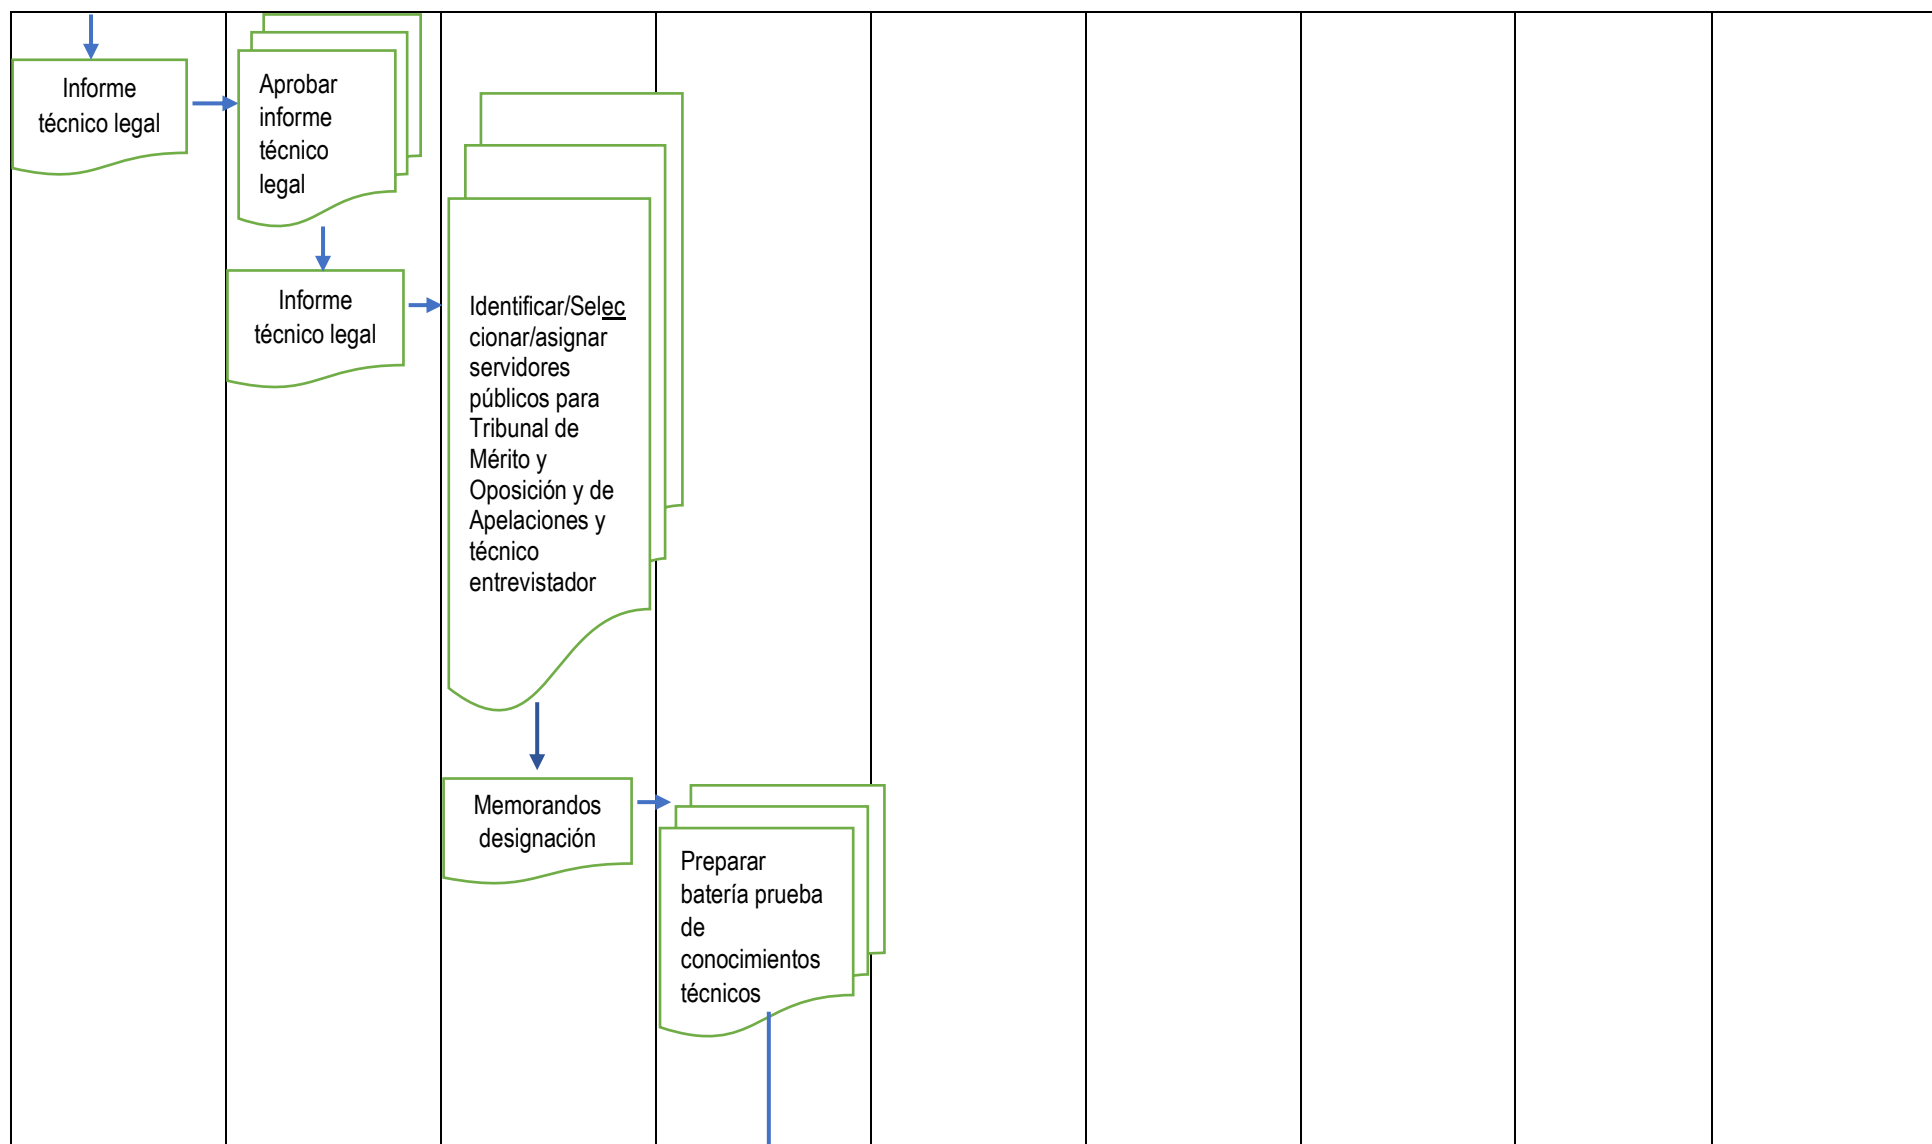 Informe
técnico legal
Aprobar
informe
técnico
legal
Informe
técnico legal
Identificar/Selec
cionar/asignar
servidores
públicos para
Tribunal de
Mérito y
Oposición y de
Apelaciones y
técnico
entrevistador
Memorandos
designación
Preparar
batería prueba
de
conocimientos
técnicos